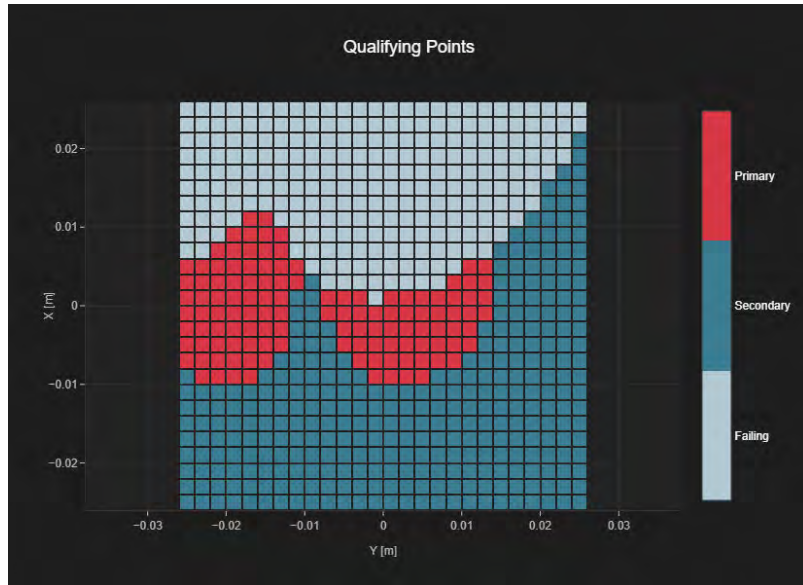 Qualifying Points
Primary
Secondary
Failing
0.02
0.01
0
−0.01
−0.02
X [m]
−0.03
−0.02
−0.01
0
0.01
0.02
0.03
Y [m]